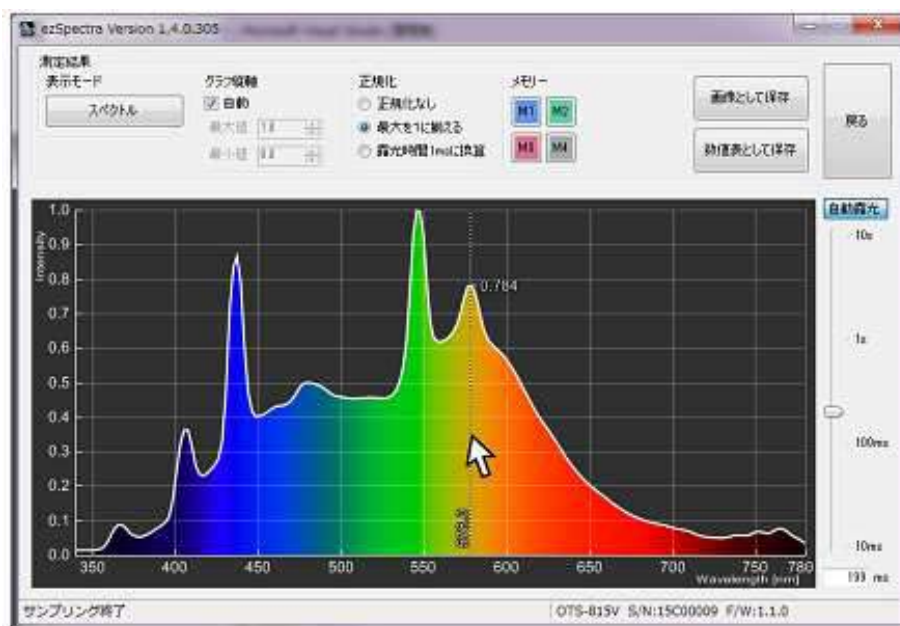 ezSpectra Version 1.4.0.305
測定結果
表示モード
スペクトル
グラフ縦軸
自動
最大値 1.0
最小値 0.0
正規化
正規化なし
最大を1に揃える
露光時間1msに換算
メモリー
M1 M2
M3 M4
画像として保存
数値表として保存
戻る
自動露光
10s
1s
100ms
10ms
199 ms
Intensity
1.0
0.9
0.8
0.7
0.6
0.5
0.4
0.3
0.2
0.1
0.0
0.784
350 400 450 500 550 600 650 700 750 780
Wavelength [nm]
サンプリング終了
OTS-815V S/N:15C00009 F/W:1.1.0